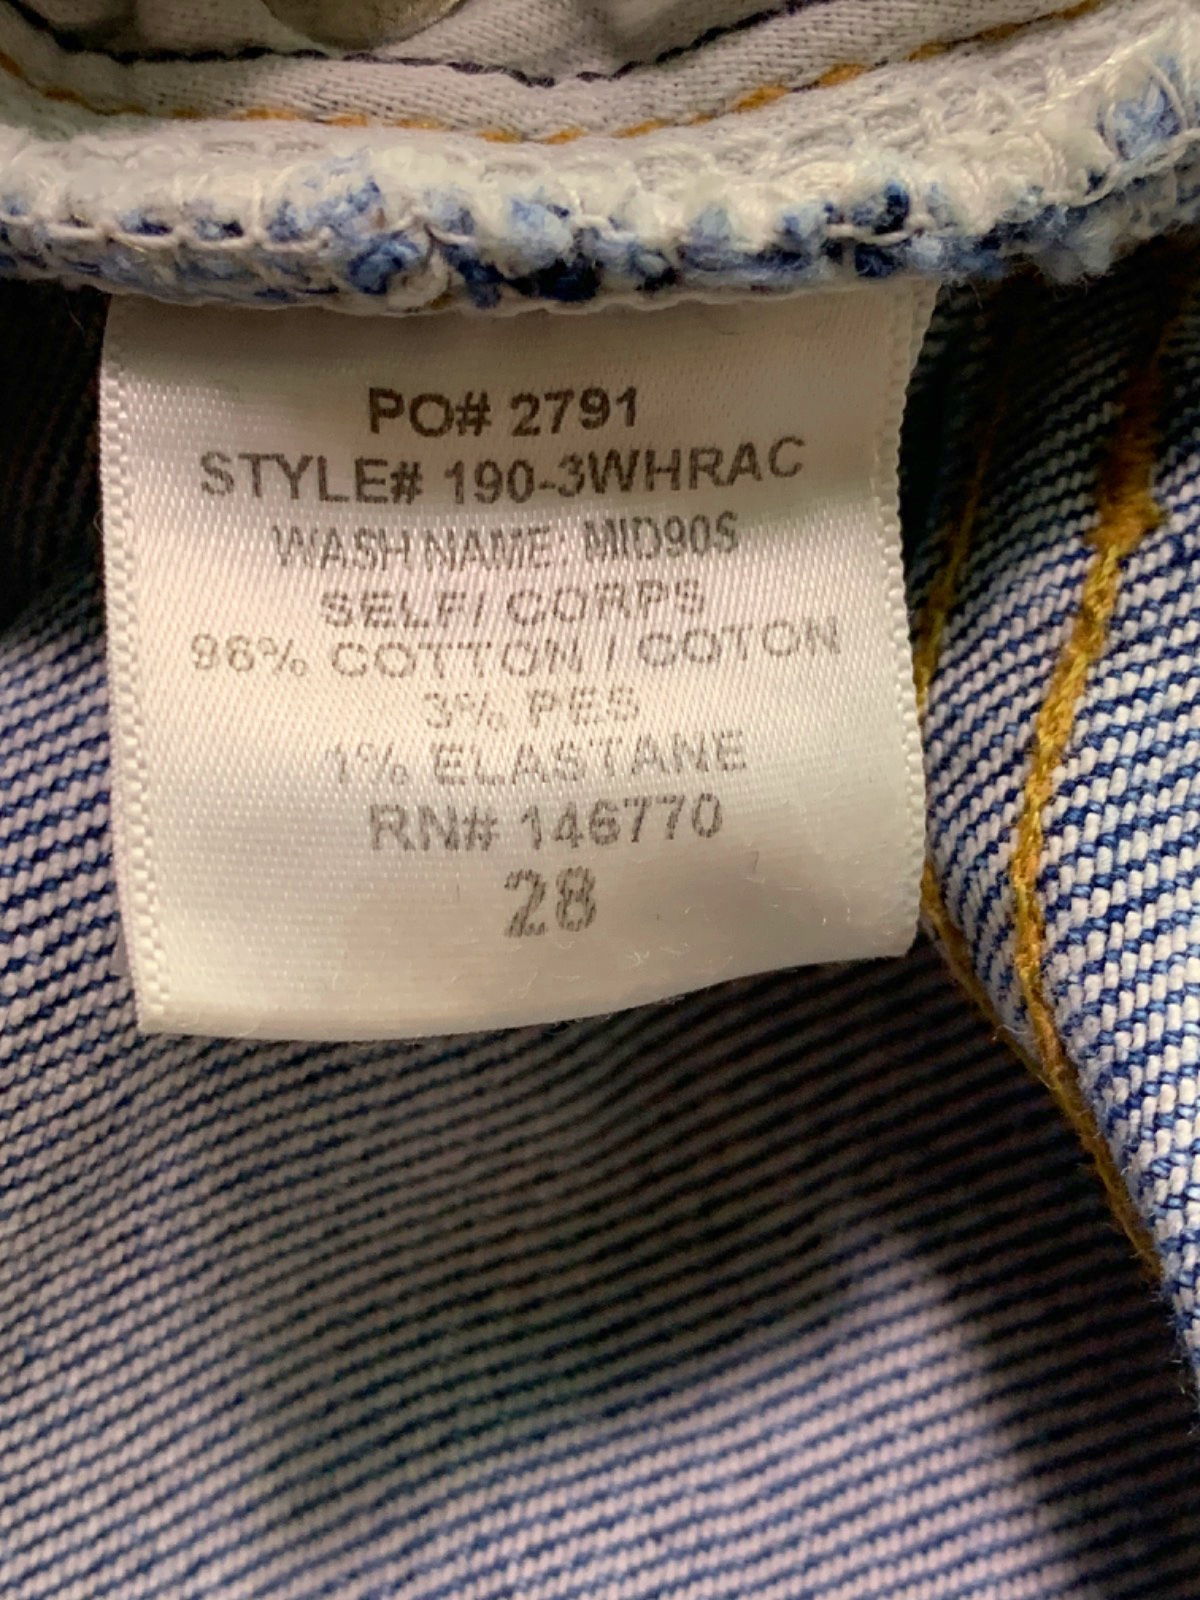 PO# 2791
STYLE# 190-3WHRAC
WASH NAME: MID90S
SELF/ CORPS
96% COTTON / COTON
3% PES
1% ELASTANE
RN# 146770
28